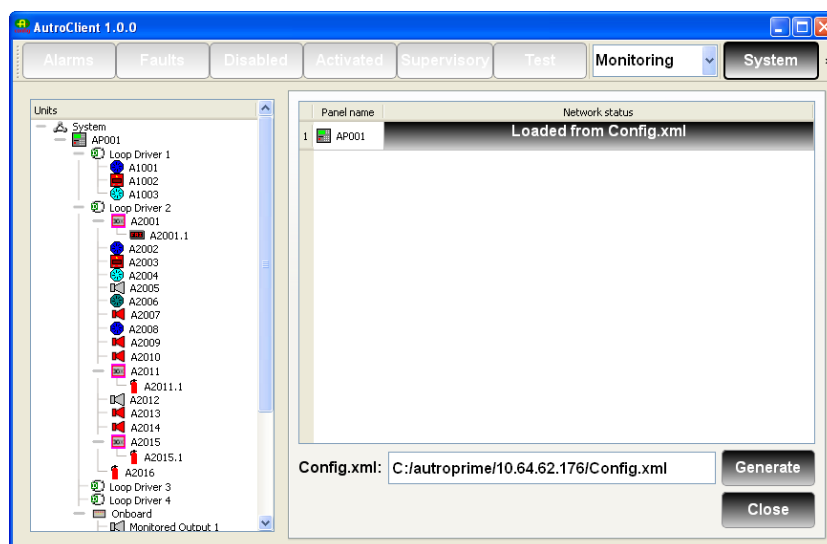 AutroClient 1.0.0
Alarms Faults Disabled Activated Supervisory Test Monitoring System
Units
System
AP001
Loop Driver 1
A1001
A1002
A1003
Loop Driver 2
A2001
A2001.1
A2002
A2003
A2004
A2005
A2006
A2007
A2008
A2009
A2010
A2011
A2011.1
A2012
A2013
A2014
A2015
A2015.1
A2016
Loop Driver 3
Loop Driver 4
Onboard
Monitored Output 1
Panel name Network status
1 AP001 Loaded from Config.xml
Config.xml: C:/autroprime/10.64.62.176/Config.xml Generate
Close